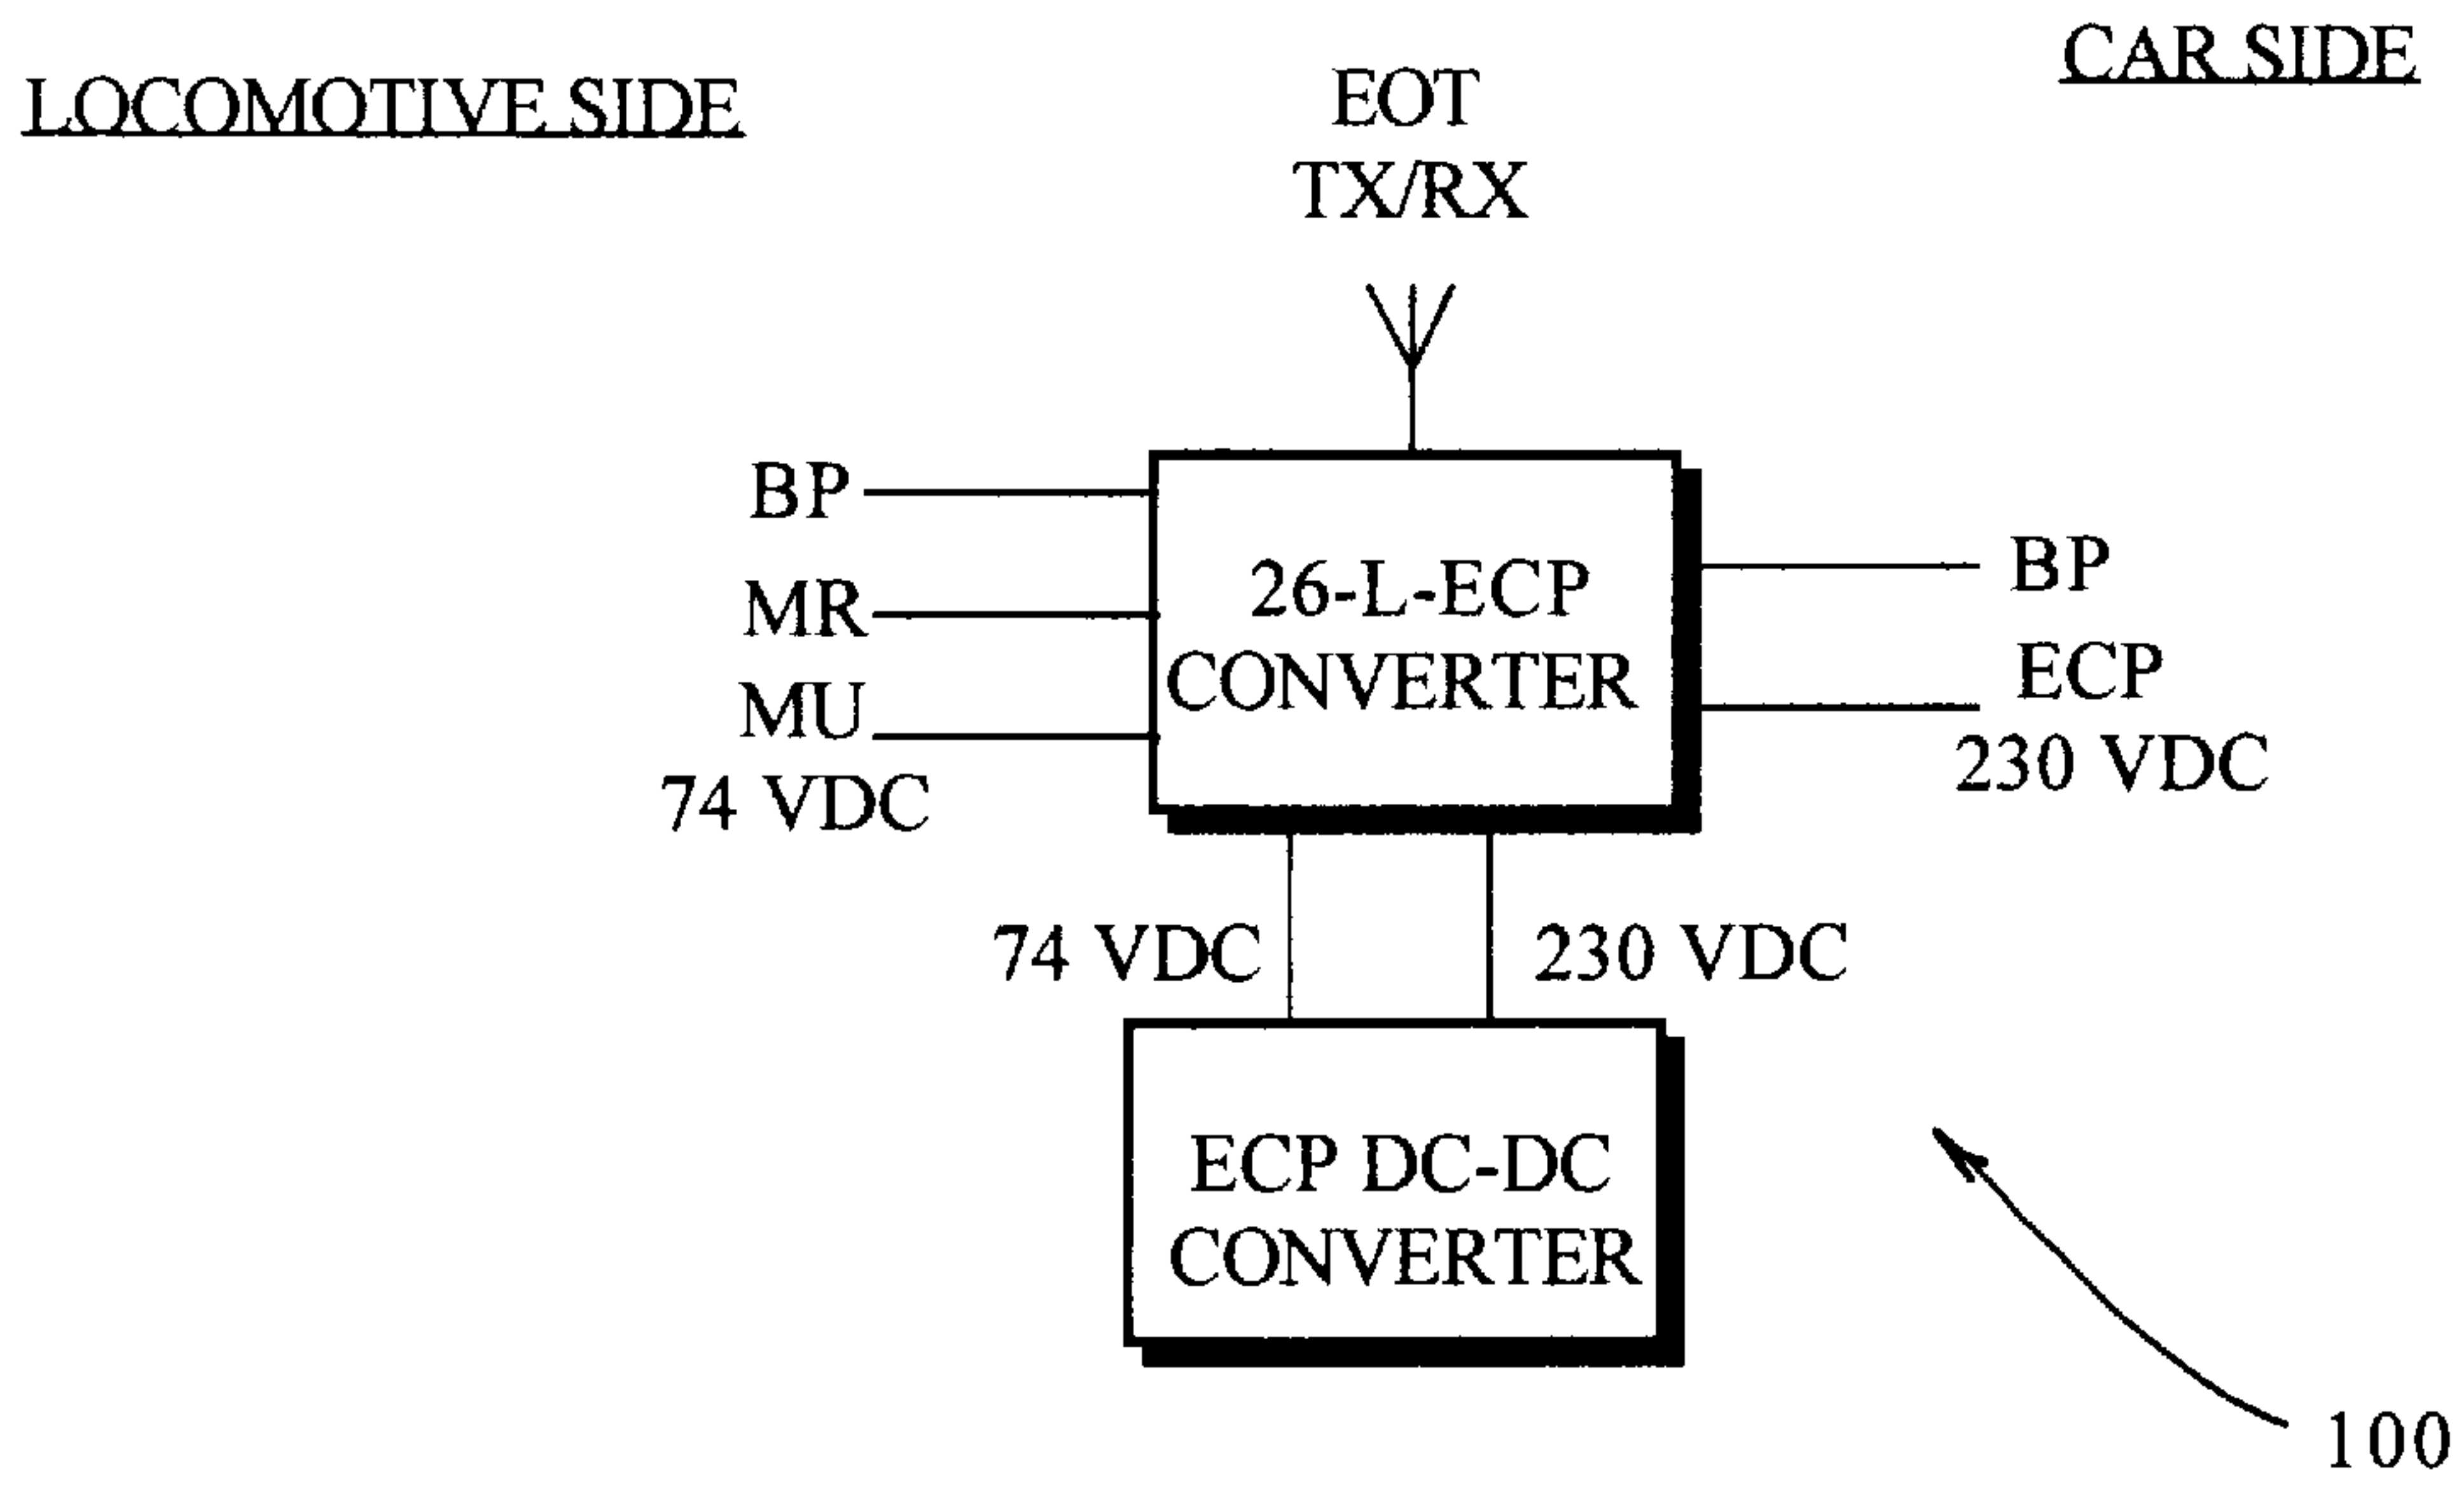 LOCOMOTIVE SIDE
CAR SIDE
EOT
TX/RX
BP
MR
MU
74 VDC
26-L-ECP
CONVERTER
BP
ECP
230 VDC
74 VDC
230 VDC
ECP DC-DC
CONVERTER
100